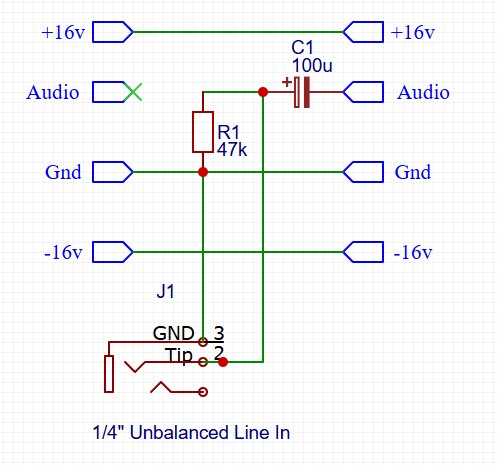 +16v
+16v
C1
100u
+
Audio
Audio
R1
47k
Gnd
Gnd
-16v
-16v
J1
GND 3
Tip 2
1/4" Unbalanced Line In